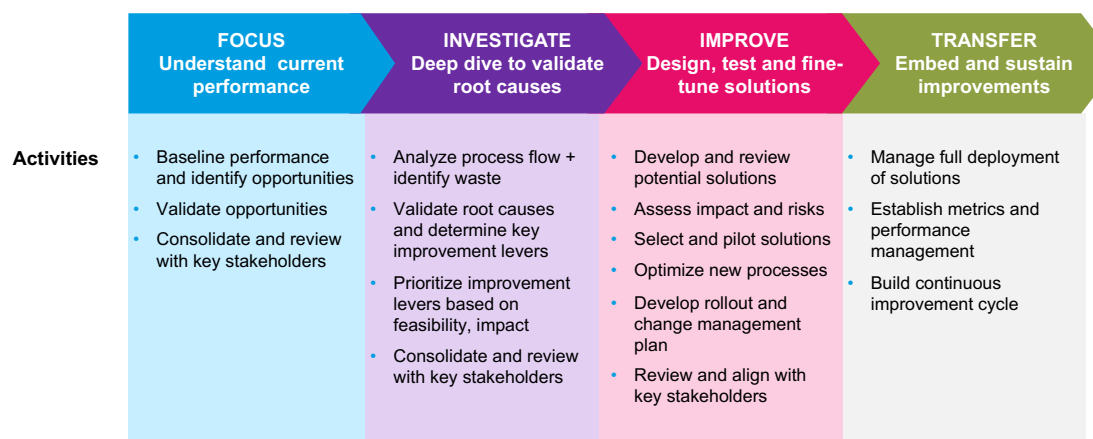 FOCUS
Understand current
performance
INVESTIGATE
Deep dive to validate
root causes
IMPROVE
Design, test and fine-
tune solutions
TRANSFER
Embed and sustain
improvements
Activities
• Baseline performance
and identify opportunities
• Validate opportunities
• Consolidate and review
with key stakeholders
• Analyze process flow +
identify waste
• Validate root causes
and determine key
improvement levers
• Prioritize improvement
levers based on
feasibility, impact
• Consolidate and review
with key stakeholders
• Develop and review
potential solutions
• Assess impact and risks
• Select and pilot solutions
• Optimize new processes
• Develop rollout and
change management
plan
• Review and align with
key stakeholders
• Manage full deployment
of solutions
• Establish metrics and
performance
management
• Build continuous
improvement cycle